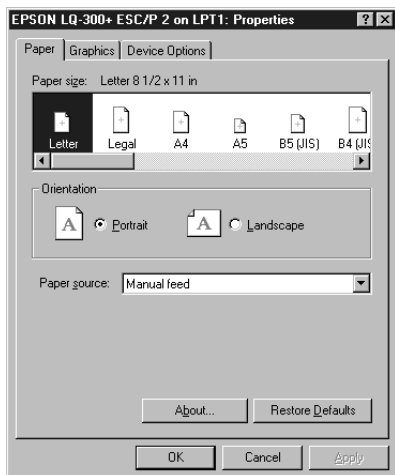 EPSON LQ-300+ ESC/P 2 on LPT1: Properties
Paper Graphics Device Options
Paper size: Letter 8 1/2 x 11 in
Letter Legal A4 A5 B5 (JIS) B4 (JIS
Orientation
A Portrait A Landscape
Paper source: Manual feed
About... Restore Defaults
OK Cancel Apply